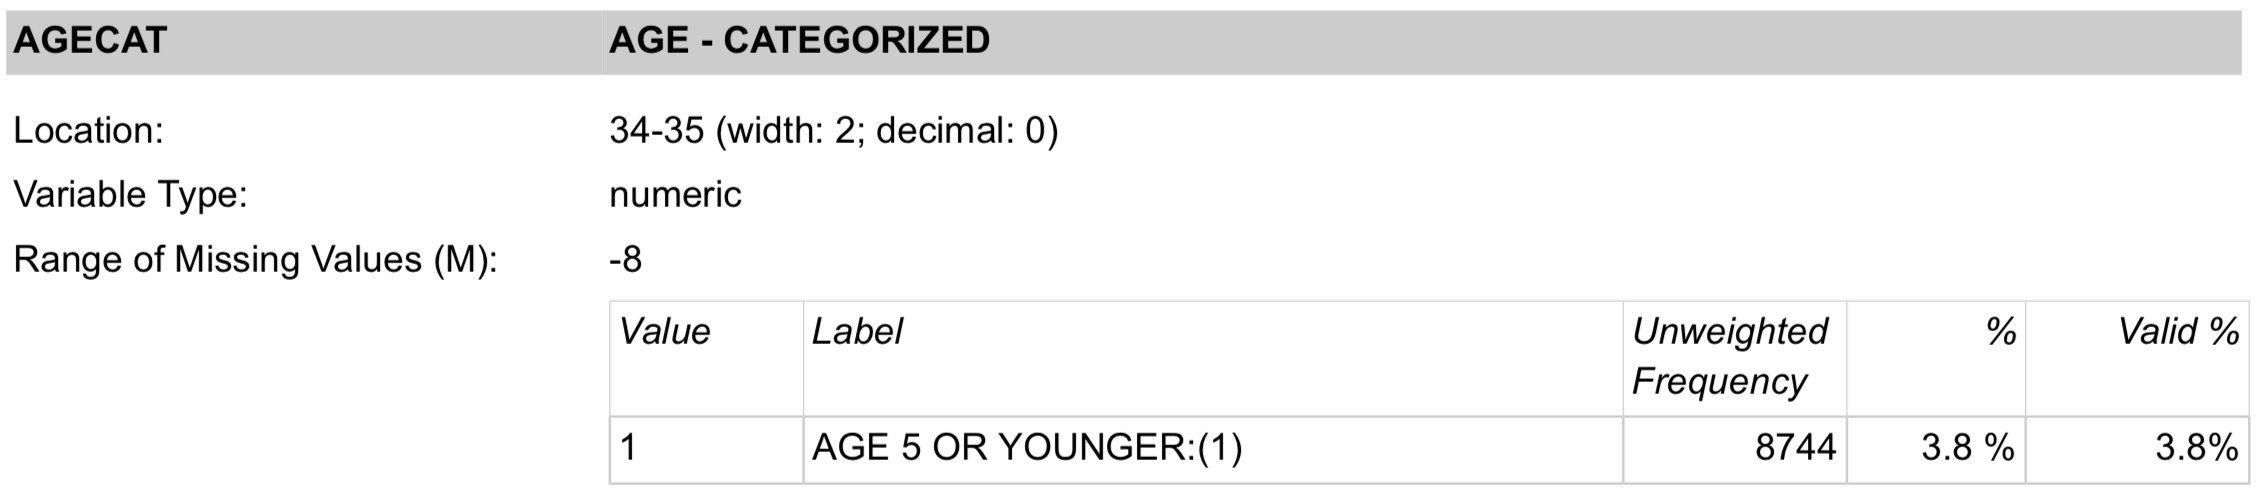 AGECAT AGE - CATEGORIZED
Location: 34-35 (width: 2; decimal: 0)
Variable Type: numeric
Range of Missing Values (M): -8
Value Label Unweighted Frequency % Valid %
1 AGE 5 OR YOUNGER:(1) 8744 3.8 % 3.8%